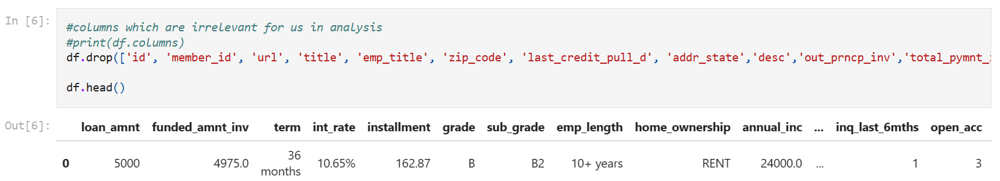 In [6]:
#columns which are irrelevant for us in analysis
#print(df.columns)
df.drop(['id', 'member_id', 'url', 'title', 'emp_title', 'zip_code', 'last_credit_pull_d', 'addr_state','desc','out_prncp_inv','total_pymnt_
df.head()
Out[6]:
loan_amnt funded_amnt_inv term int_rate installment grade sub_grade emp_length home_ownership annual_inc ... inq_last_6mths open_acc
0 5000 4975.0 36 months 10.65% 162.87 B B2 10+ years RENT 24000.0 ... 1 3